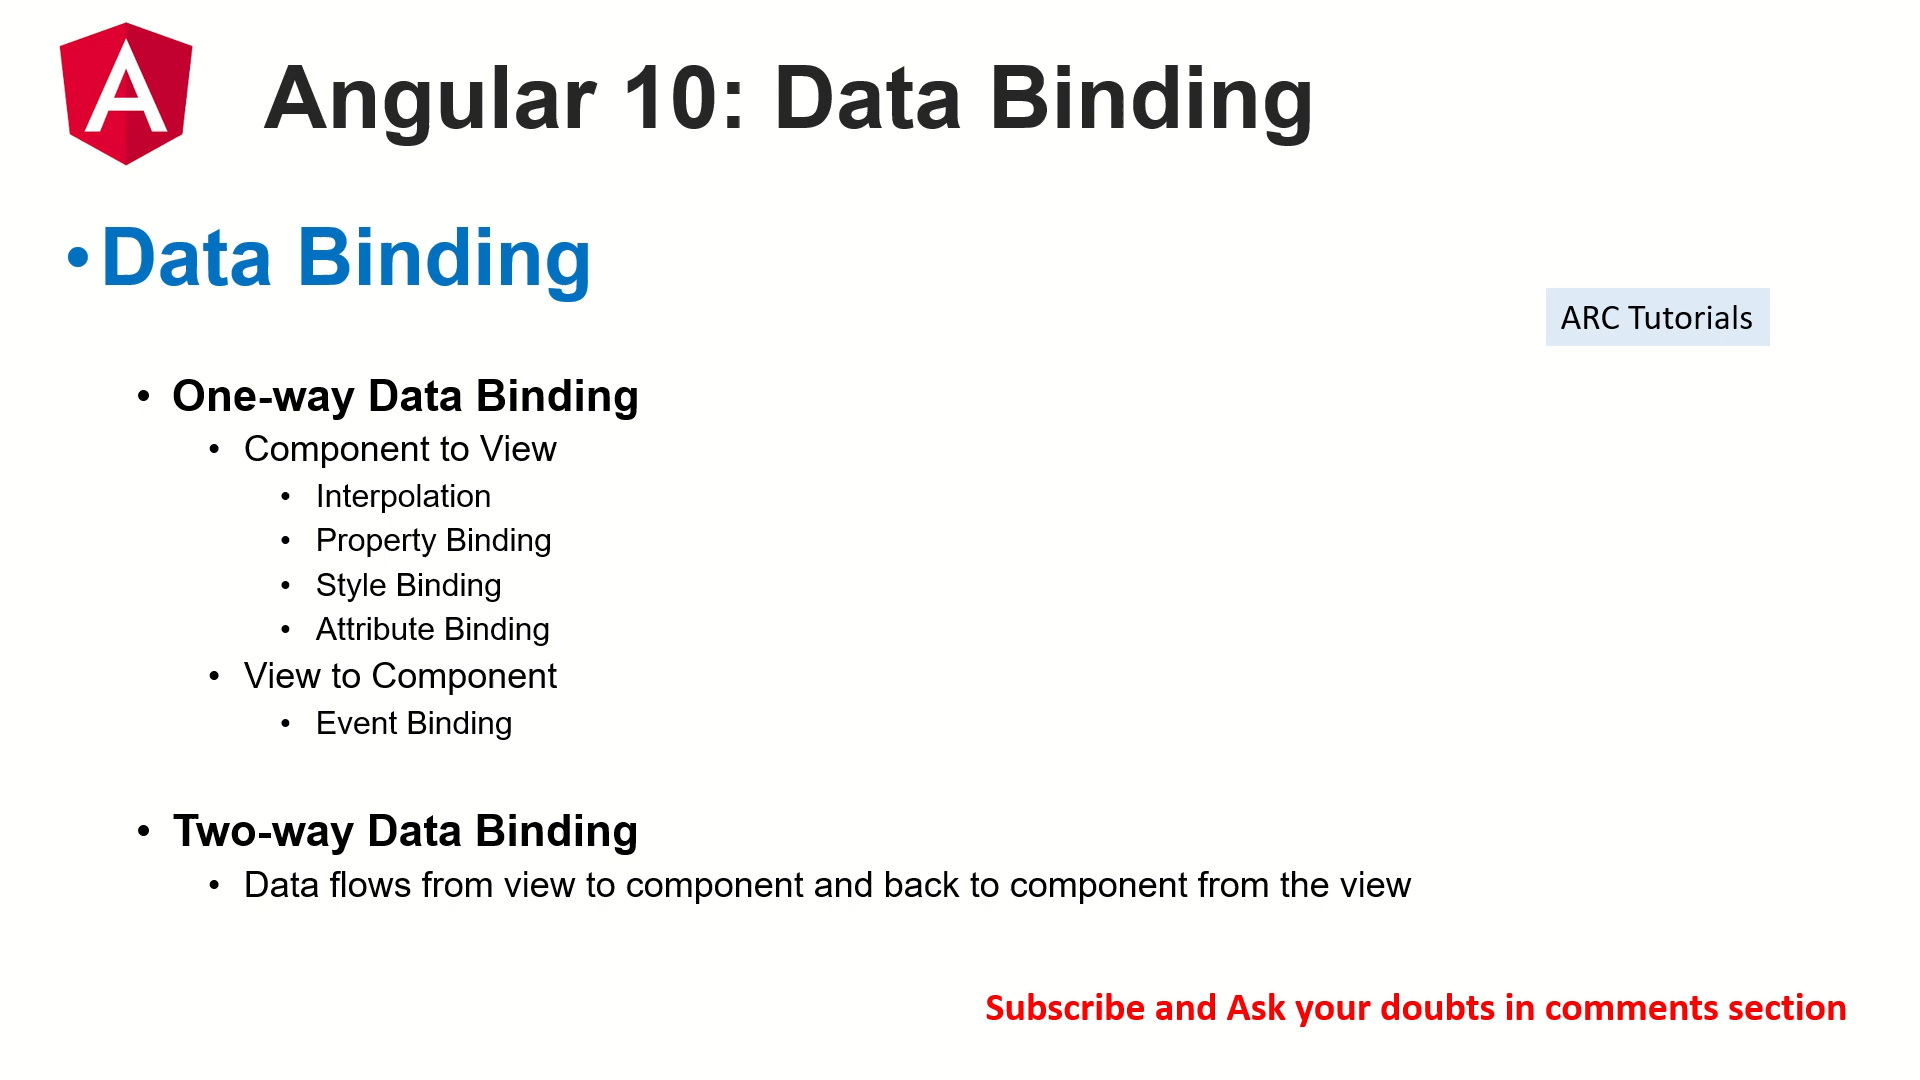 A
Angular 10: Data Binding
• Data Binding
ARC Tutorials
• One-way Data Binding
• Component to View
• Interpolation
• Property Binding
• Style Binding
• Attribute Binding
• View to Component
• Event Binding
• Two-way Data Binding
• Data flows from view to component and back to component from the view
Subscribe and Ask your doubts in comments section